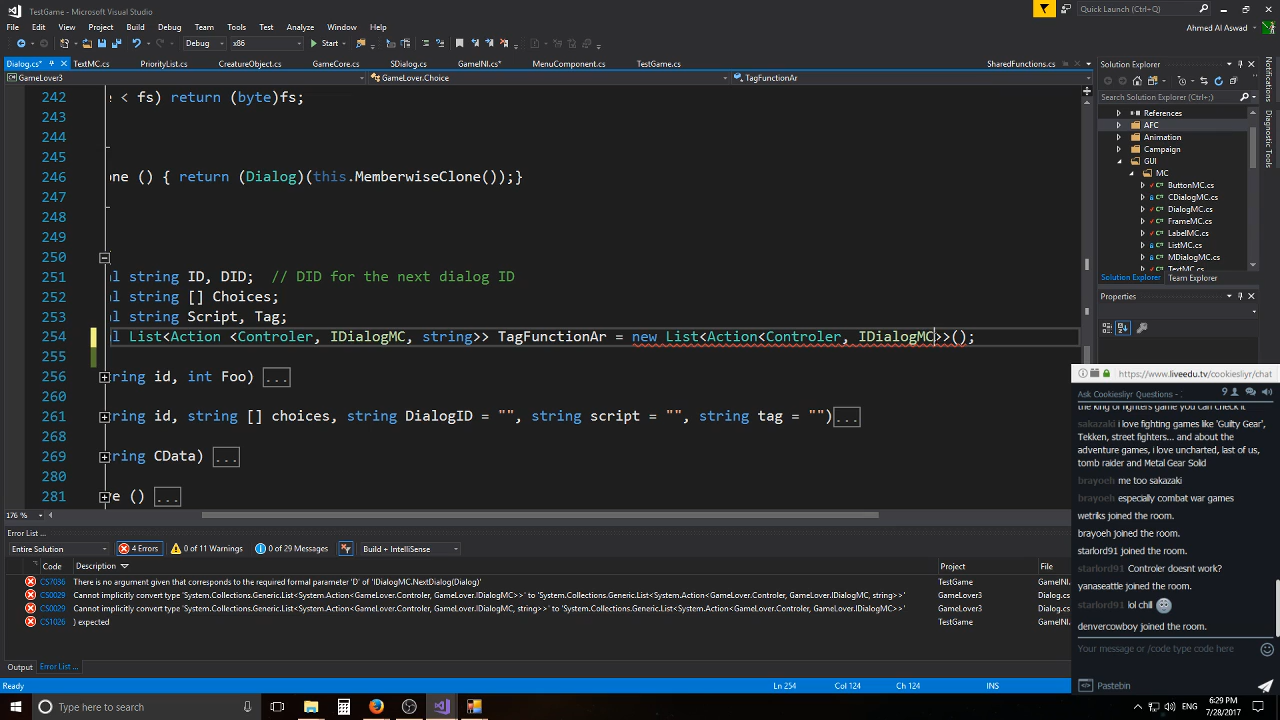 TestGame - Microsoft Visual Studio
Quick Launch (Ctrl+;)
File Edit View Project Build Debug Team Tools Test Analyze Window Help
Ahmed Al Aswad
Debug x86 Start
Dialog.cs* TextMC.cs PriorityList.cs CreatureObject.cs GameCore.cs SDialog.cs GameINI.cs* MenuComponent.cs TestGame.cs SharedFunctions.cs
GameLover3 GameLover.Choice TagFunctionAr
242 e < fs) return (byte)fs;
243
244
245
246 one () { return (Dialog)(this.MemberwiseClone());}
247
248
249
250
251 al string ID, DID; // DID for the next dialog ID
252 al string [] Choices;
253 al string Script, Tag;
254 al List<Action <Controler, IDialogMC, string>> TagFunctionAr = new List<Action<Controler, IDialogMC>>();
255
256 ring id, int Foo) ...
260
261 ring id, string [] choices, string DialogID = "", string script = "", string tag = "") ...
268
269 ring CData) ...
280
281 e () ...
176 %
Solution Explorer
Search Solution Explorer (Ctrl+;)
References
AFC
Animation
Campaign
GUI
MC
ButtonMC.cs
CDialogMC.cs
DialogMC.cs
FrameMC.cs
LabelMC.cs
ListMC.cs
MDialogMC.cs
TextMC.cs
Solution Explorer Team Explorer
Properties
Notifications
Diagnostic Tools
Error List ...
Entire Solution 4 Errors 0 of 11 Warnings 0 of 29 Messages Build + IntelliSense
Code Description Project File
CS7036 There is no argument given that corresponds to the required formal parameter 'D' of 'IDialogMC.NextDialog(Dialog)' TestGame GameINI.
CS0029 Cannot implicitly convert type 'System.Collections.Generic.List<System.Action<GameLover.Controler, GameLover.IDialogMC>>' to 'System.Collections.Generic.List<System.Action<GameLover.Controler, GameLover.IDialogMC, string>>' GameLover3 Dialog.cs
CS0029 Cannot implicitly convert type 'System.Collections.Generic.List<System.Action<GameLover.Controler, GameLover.IDialogMC, string>>' to 'System.Collections.Generic.List<System.Action<GameLover.Controler, GameLover.IDialogMC>>' GameLover3 Dialog.cs
CS1026 ) expected TestGame GameINI.
Output Error List ...
Ready Ln 254 Col 124 Ch 124 INS
https://www.liveedu.tv/cookiesliyr/chat
Ask Cookiesliyr Questions - 9
the king of fighters game you can check it
sakazaki i love fighting games like 'Guilty Gear',
Tekken, street fighters... and about the
adventure games, i love uncharted, last of us,
tomb raider and Metal Gear Solid
brayoeh me too sakazaki
brayoeh especially combat war games
wetriks joined the room.
brayoeh joined the room.
starlord91 joined the room.
starlord91 Controler doesnt work?
yanaseattle joined the room.
starlord91 lol chill
denvercowboy joined the room.
Your message or /code type code here
Pastebin
Type here to search
ENG
6:29 PM
7/28/2017